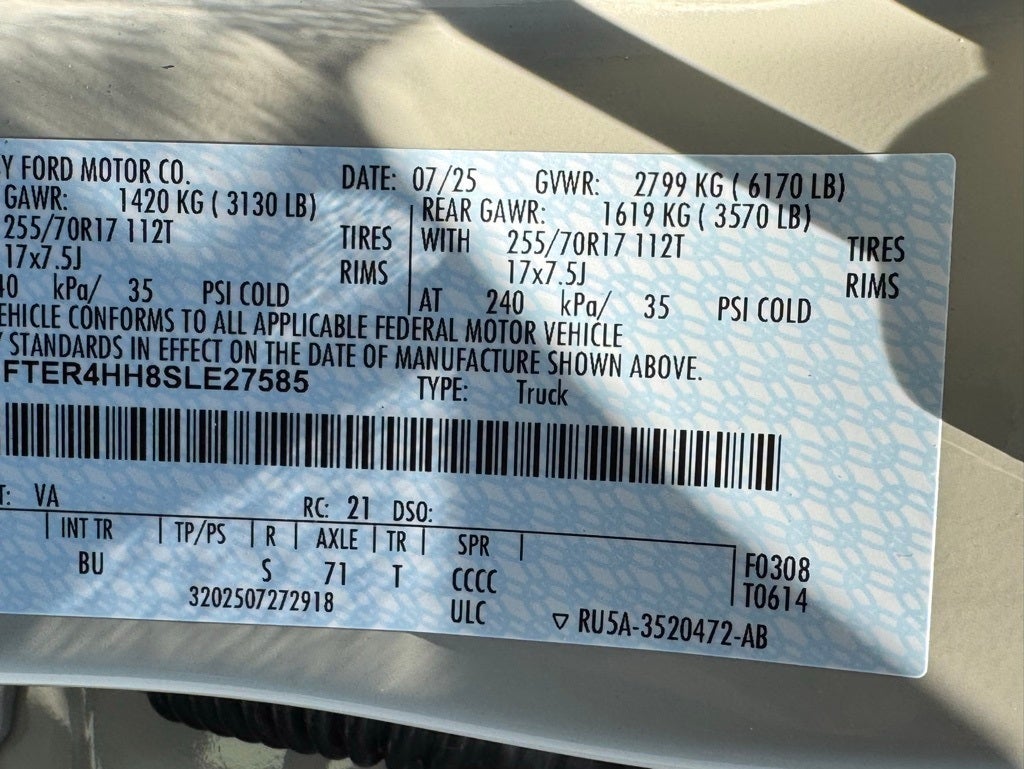 Y FORD MOTOR CO. DATE: 07/25 GVWR: 2799 KG ( 6170 LB)
GAWR: 1420 KG ( 3130 LB) REAR GAWR: 1619 KG ( 3570 LB)
255/70R17 112T TIRES WITH 255/70R17 112T TIRES
17x7.5J RIMS 17x7.5J RIMS
40 kPa/ 35 PSI COLD AT 240 kPa/ 35 PSI COLD
EHICLE CONFORMS TO ALL APPLICABLE FEDERAL MOTOR VEHICLE
Y STANDARDS IN EFFECT ON THE DATE OF MANUFACTURE SHOWN ABOVE.
FTER4HH8SLE27585 TYPE: Truck
T: VA RC: 21 DSO:
INT TR TP/PS R AXLE TR SPR
BU S 71 T CCCC F0308
3202507272918 ULC T0614
▽ RU5A-3520472-AB